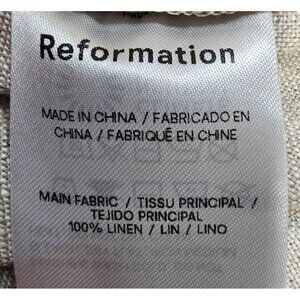 Reformation
MADE IN CHINA / FABRICADO EN
CHINA / FABRIQUÉ EN CHINE
MAIN FABRIC / TISSU PRINCIPAL /
TEJIDO PRINCIPAL
100% LINEN / LIN / LINO